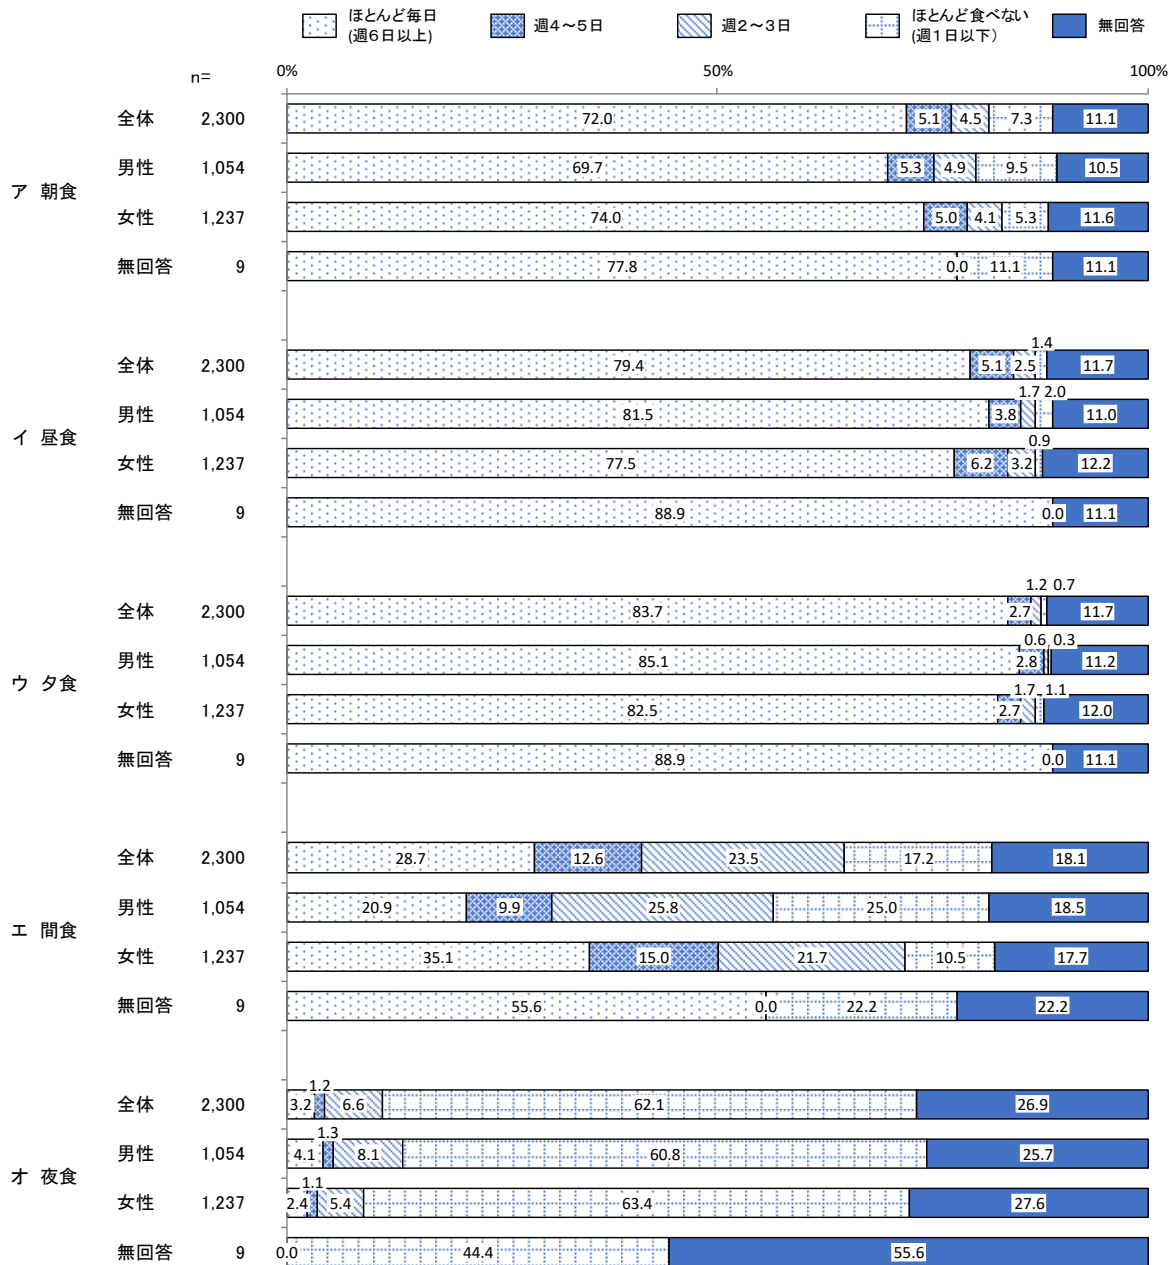 ほとんど毎日
(週6日以上) 週4～5日 週2～3日 ほとんど食べない
(週1日以下) 無回答
n= 0% 50% 100%
全体 2,300 72.0 5.1 4.5 7.3 11.1
男性 1,054 69.7 5.3 4.9 9.5 10.5
ア 朝食
女性 1,237 74.0 5.0 4.1 5.3 11.6
無回答 9 77.8 0.0 11.1 11.1
1.4
全体 2,300 79.4 5.1 2.5 11.7
1.7 2.0
男性 1,054 81.5 3.8 11.0
イ 昼食
0.9
女性 1,237 77.5 6.2 3.2 12.2
無回答 9 88.9 0.0 11.1
1.2 0.7
全体 2,300 83.7 2.7 11.7
0.6 0.3
男性 1,054 85.1 2.8 11.2
ウ 夕食
1.7 1.1
女性 1,237 82.5 2.7 12.0
無回答 9 88.9 0.0 11.1
全体 2,300 28.7 12.6 23.5 17.2 18.1
男性 1,054 20.9 9.9 25.8 25.0 18.5
エ 間食
女性 1,237 35.1 15.0 21.7 10.5 17.7
無回答 9 55.6 0.0 22.2 22.2
1.2
全体 2,300 3.2 6.6 62.1 26.9
1.3
男性 1,054 4.1 8.1 60.8 25.7
オ 夜食
1.1
女性 1,237 2.4 5.4 63.4 27.6
無回答 9 0.0 44.4 55.6